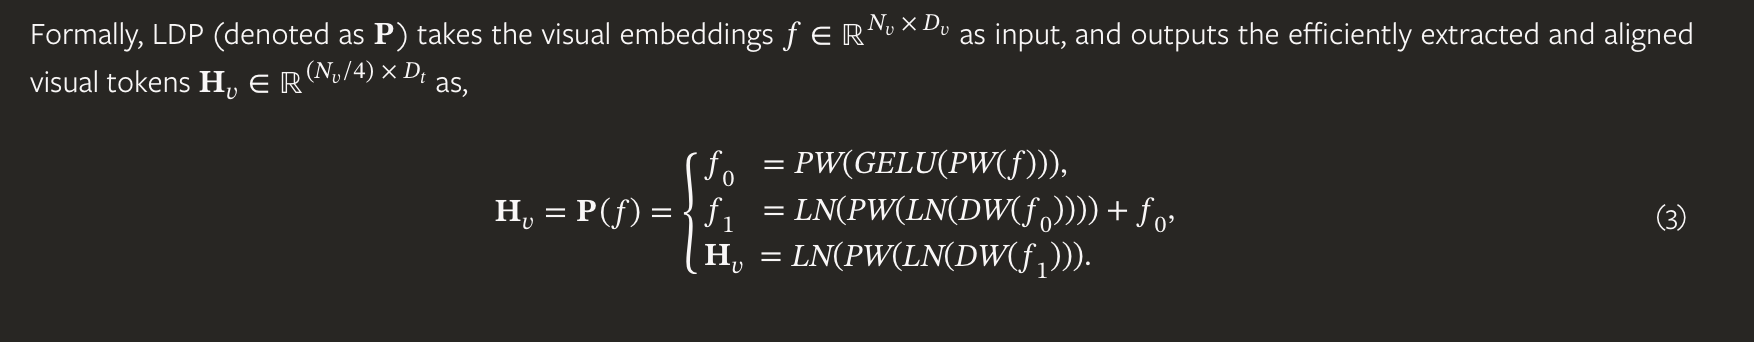 Formally, LDP (denoted as P) takes the visual embeddings f ∈ ℝ^{N_v × D_v} as input, and outputs the efficiently extracted and aligned
visual tokens H_v ∈ ℝ^{(N_v/4) × D_t} as,
f_0 = PW(GELU(PW(f))),
H_v = P(f) = { f_1 = LN(PW(LN(DW(f_0)))) + f_0, (3)
H_v = LN(PW(LN(DW(f_1))).